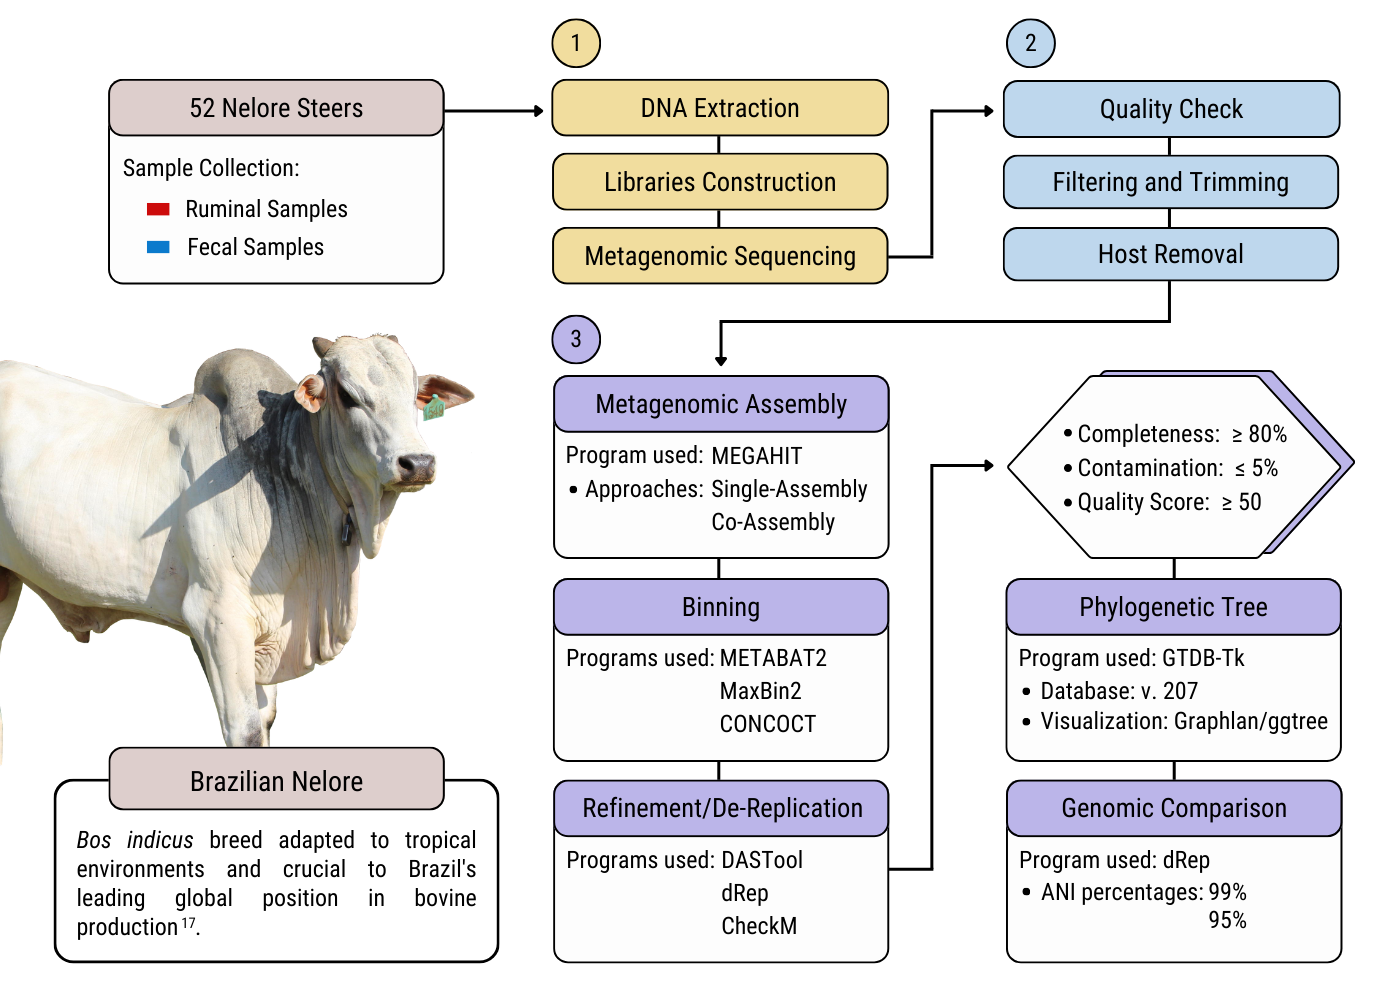 1
2
52 Nelore Steers
Sample Collection:
Ruminal Samples
Fecal Samples
DNA Extraction
Libraries Construction
Metagenomic Sequencing
Quality Check
Filtering and Trimming
Host Removal
3
Metagenomic Assembly
Program used: MEGAHIT
• Approaches: Single-Assembly
Co-Assembly
Binning
Programs used: METABAT2
MaxBin2
CONCOCT
Refinement/De-Replication
Programs used: DASTool
dRep
CheckM
• Completeness: ≥ 80%
• Contamination: ≤ 5%
• Quality Score: ≥ 50
Phylogenetic Tree
Program used: GTDB-Tk
• Database: v. 207
• Visualization: Graphlan/ggtree
Genomic Comparison
Program used: dRep
• ANI percentages: 99%
95%
Brazilian Nelore
Bos indicus breed adapted to tropical
environments and crucial to Brazil's
leading global position in bovine
production 17.